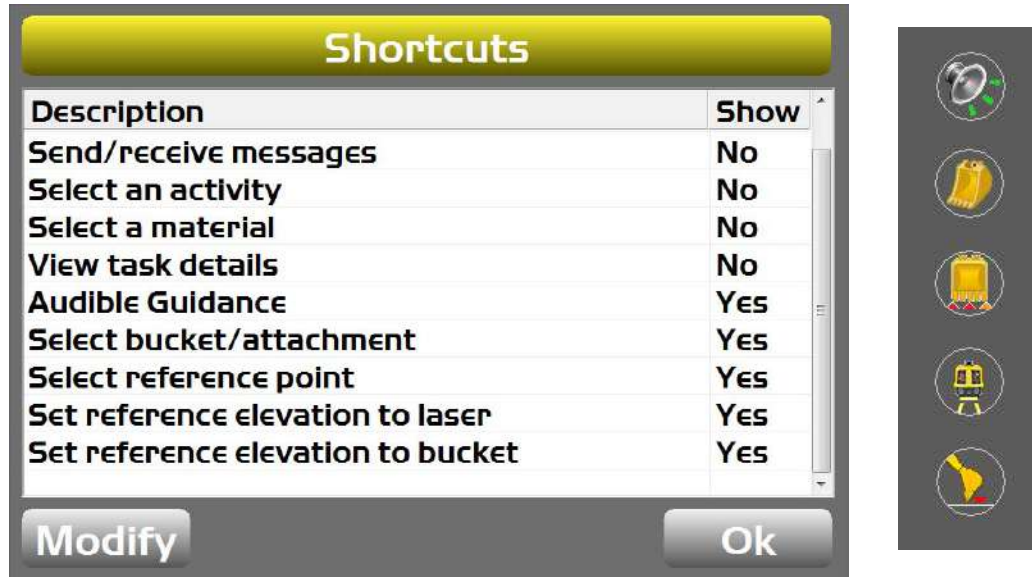 Shortcuts
Description Show
Send/receive messages No
Select an activity No
Select a material No
View task details No
Audible Guidance Yes
Select bucket/attachment Yes
Select reference point Yes
Set reference elevation to laser Yes
Set reference elevation to bucket Yes
Modify Ok